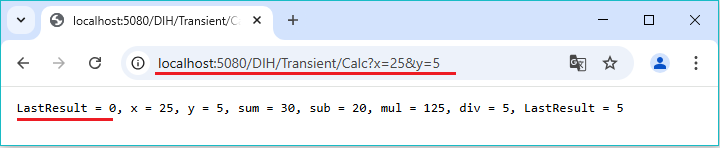 localhost:5080/DIH/Transient/Calc
localhost:5080/DIH/Transient/Calc?x=25&y=5
LastResult = 0, x = 25, y = 5, sum = 30, sub = 20, mul = 125, div = 5, LastResult = 5